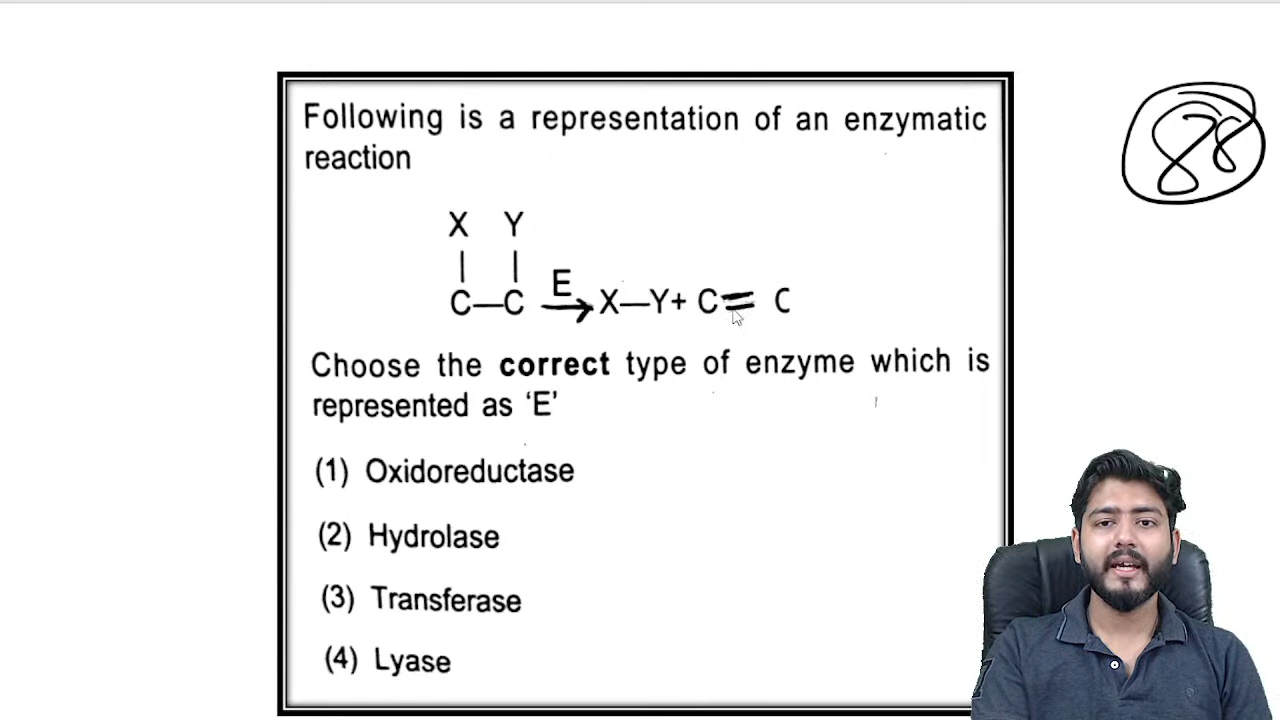 Following is a representation of an enzymatic
reaction
X Y
| |
C—C E→ X—Y + C = C
Choose the correct type of enzyme which is
represented as ‘E’
(1) Oxidoreductase
(2) Hydrolase
(3) Transferase
(4) Lyase
88